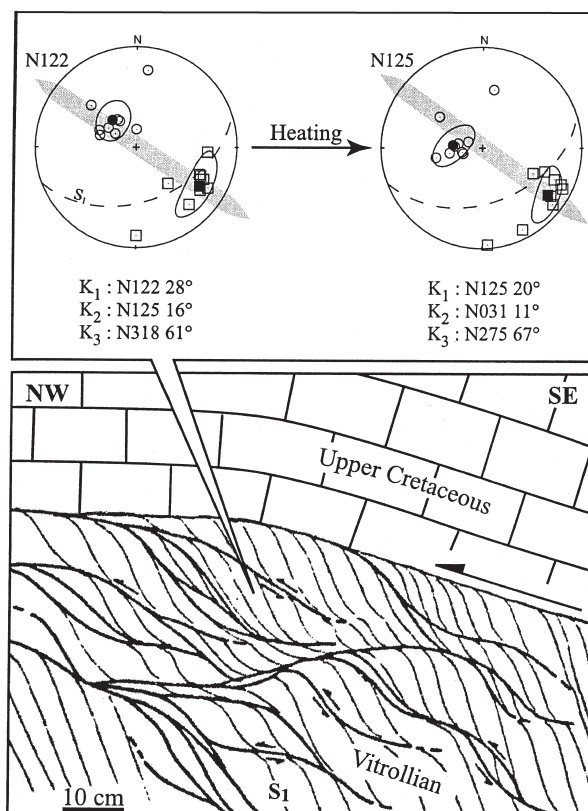 N
N
N122
N125
Heating
S1
K1 : N122 28°
K2 : N125 16°
K3 : N318 61°
K1 : N125 20°
K2 : N031 11°
K3 : N275 67°
NW
SE
Upper Cretaceous
Vitrollian
S1
10 cm